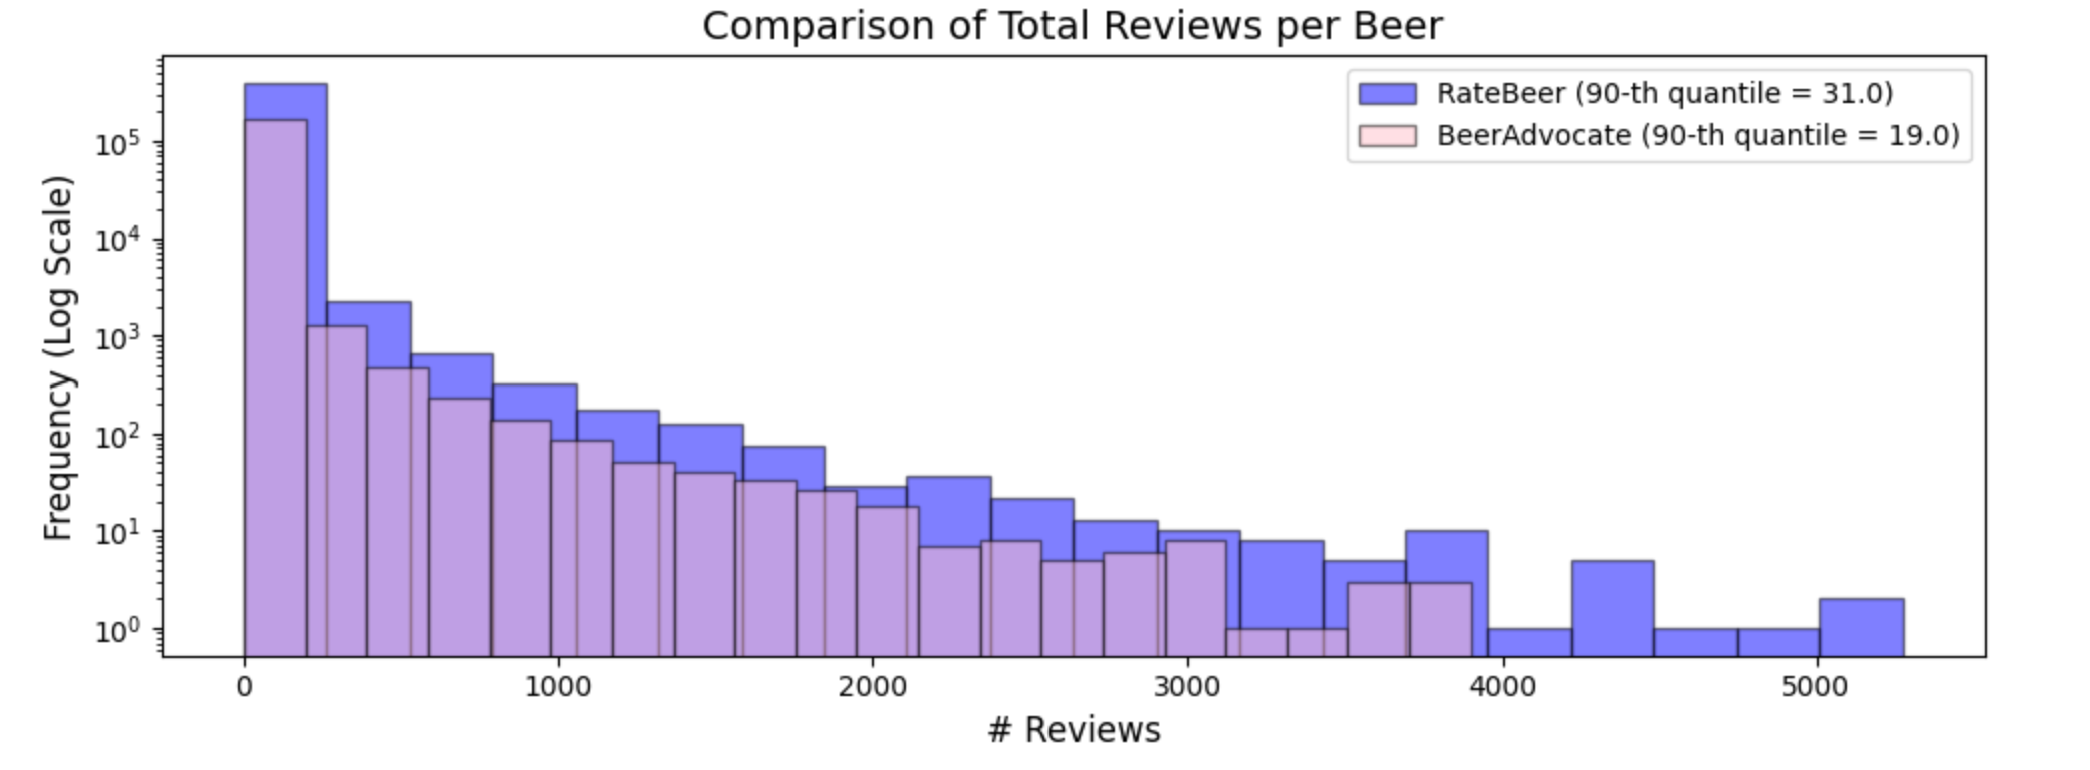 Comparison of Total Reviews per Beer
RateBeer (90-th quantile = 31.0)
BeerAdvocate (90-th quantile = 19.0)
Frequency (Log Scale)
10⁵
10⁴
10³
10²
10¹
10⁰
0 1000 2000 3000 4000 5000
# Reviews